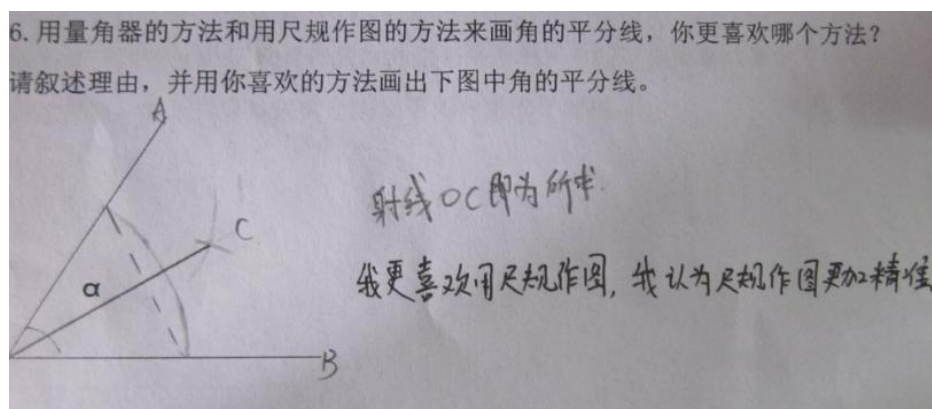 6. 用量角器的方法和用尺规作图的方法来画角的平分线，你更喜欢哪个方法？
请叙述理由，并用你喜欢的方法画出下图中角的平分线。
A
射线OC即为所求.
C
我更喜欢用尺规作图，我认为尺规作图更加精准
α
B